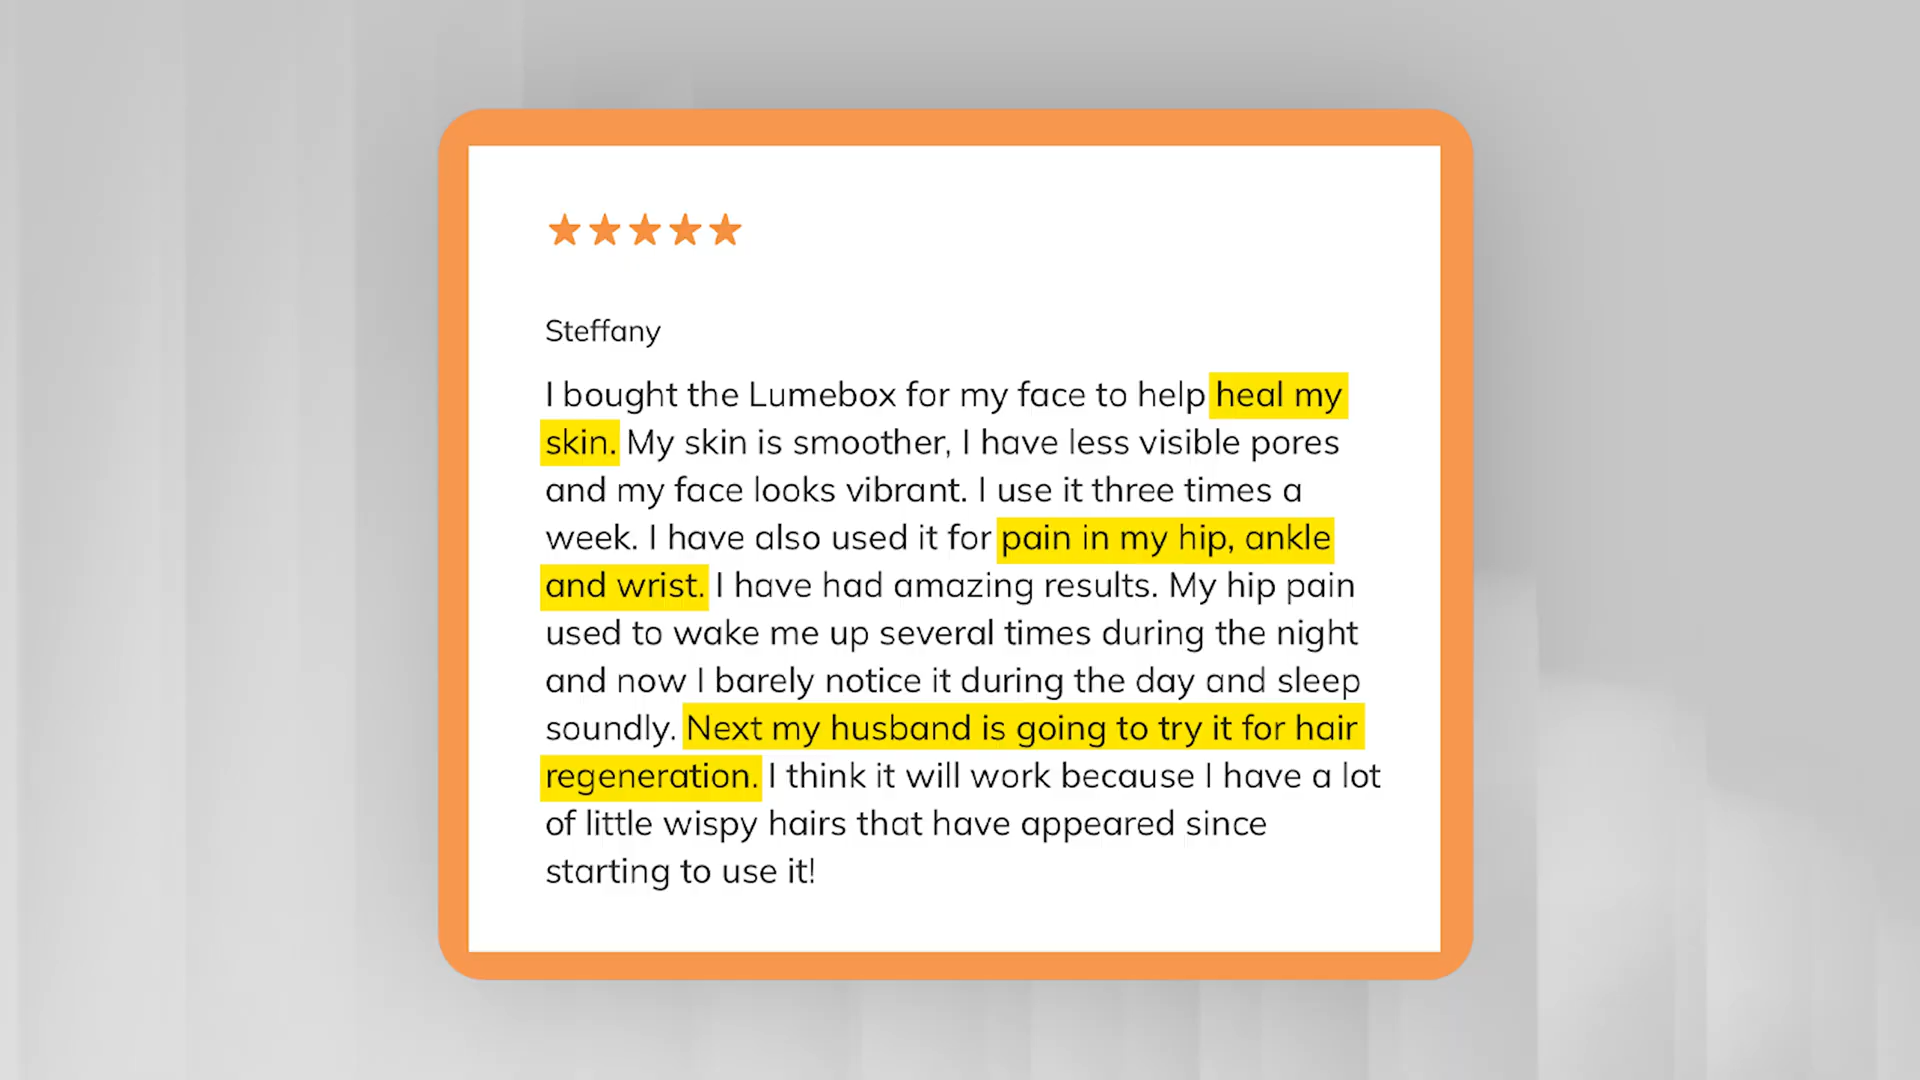 Steffany
I bought the Lumebox for my face to help heal my
skin. My skin is smoother, I have less visible pores
and my face looks vibrant. I use it three times a
week. I have also used it for pain in my hip, ankle
and wrist. I have had amazing results. My hip pain
used to wake me up several times during the night
and now I barely notice it during the day and sleep
soundly. Next my husband is going to try it for hair
regeneration. I think it will work because I have a lot
of little wispy hairs that have appeared since
starting to use it!